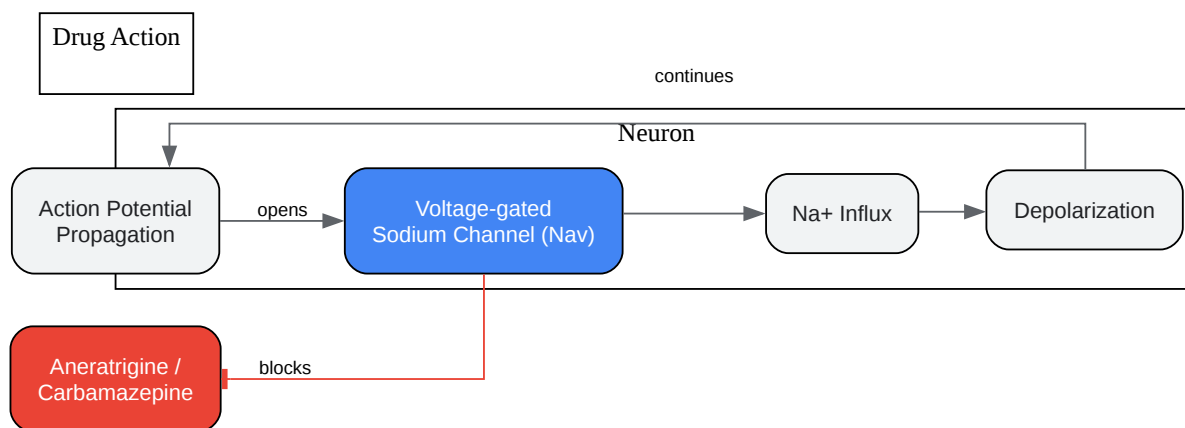 Drug Action
continues
Neuron
Action Potential
Propagation
opens
Voltage-gated
Sodium Channel (Nav)
Na+ Influx
Depolarization
Aneratrigine /
Carbamazepine
blocks